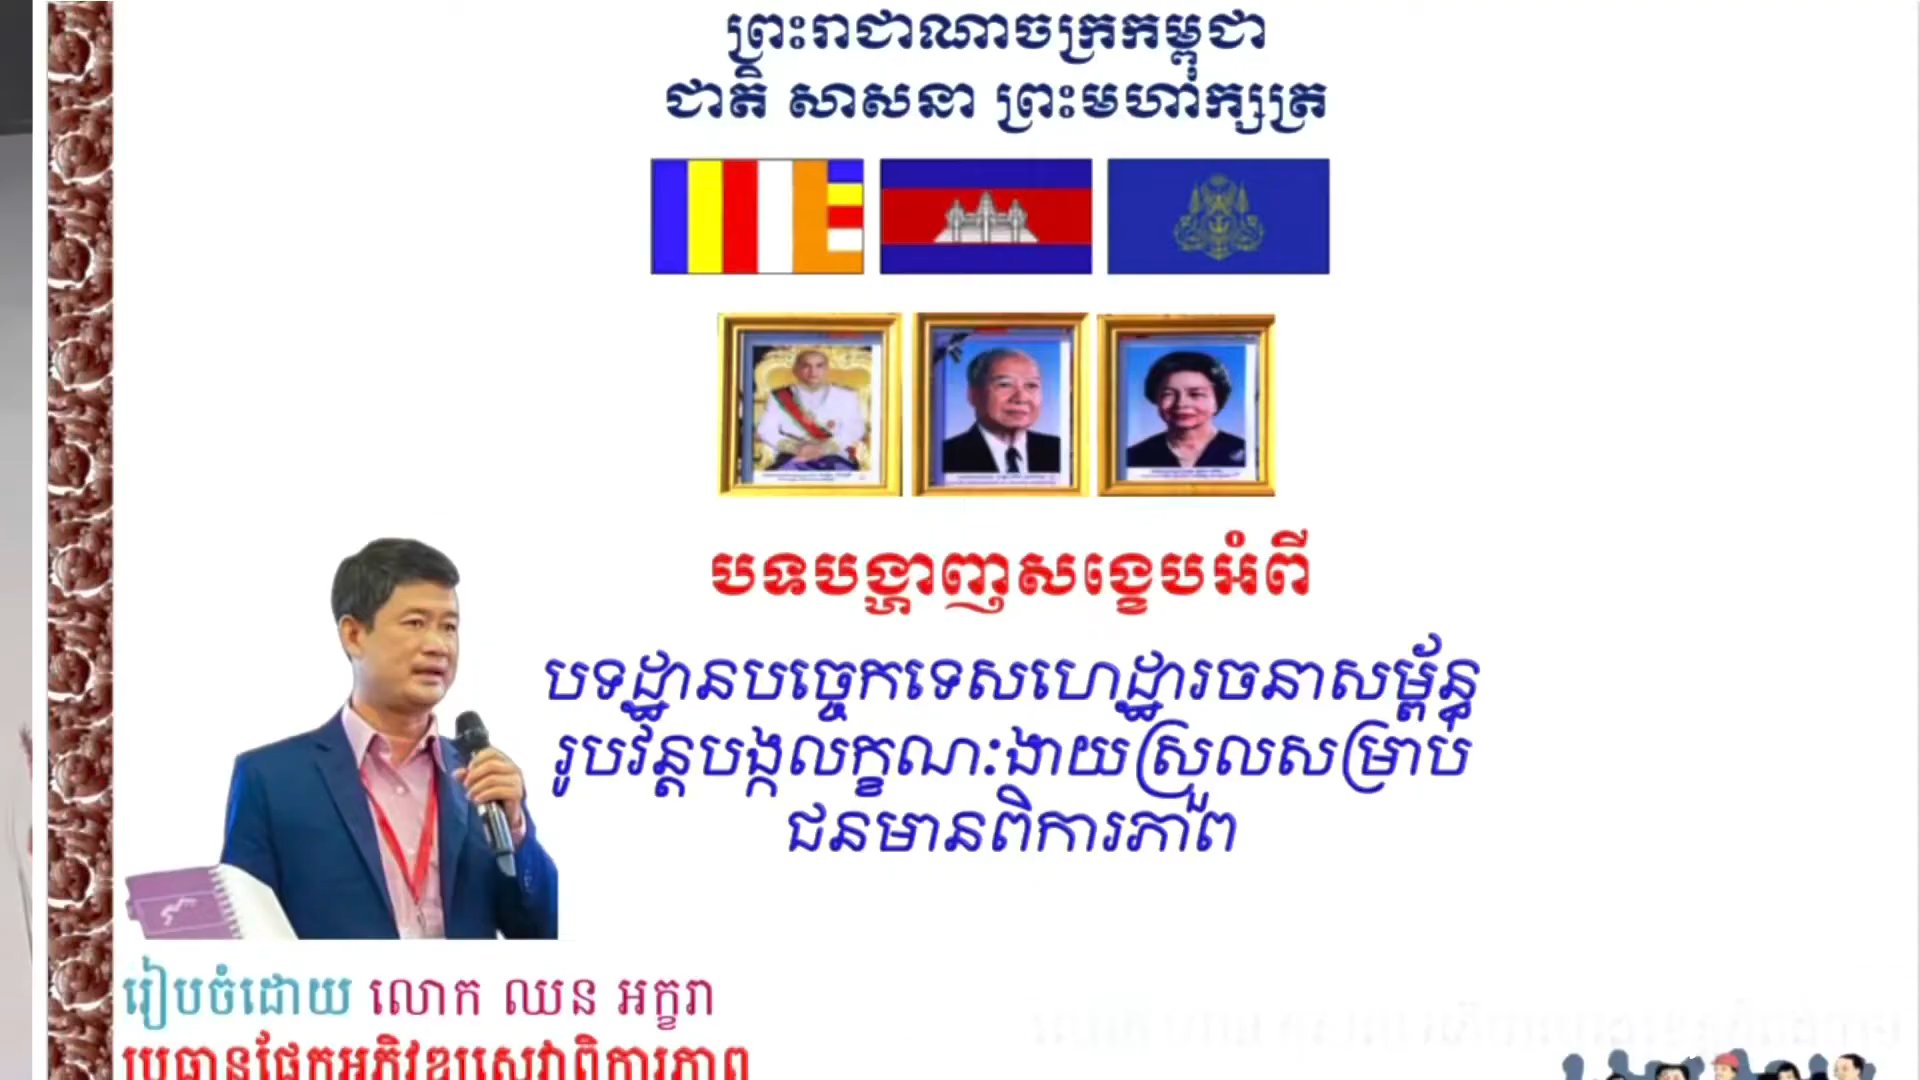 ព្រះរាជាណាចក្រកម្ពុជា
ជាតិ សាសនា ព្រះមហាក្សត្រ
បទបង្ហាញសង្ខេបអំពី
បទដ្ឋានបច្ចេកទេសហេដ្ឋារចនាសម្ព័ន្ធ
រូបវ័ន្តបង្កលក្ខណៈងាយស្រួលសម្រាប់
ជនមានពិការភាព
រៀបចំដោយ លោក ឈន អក្ខរា
ប្រធានផ្នែកអភិវឌ្ឍសេវាពិការភាព